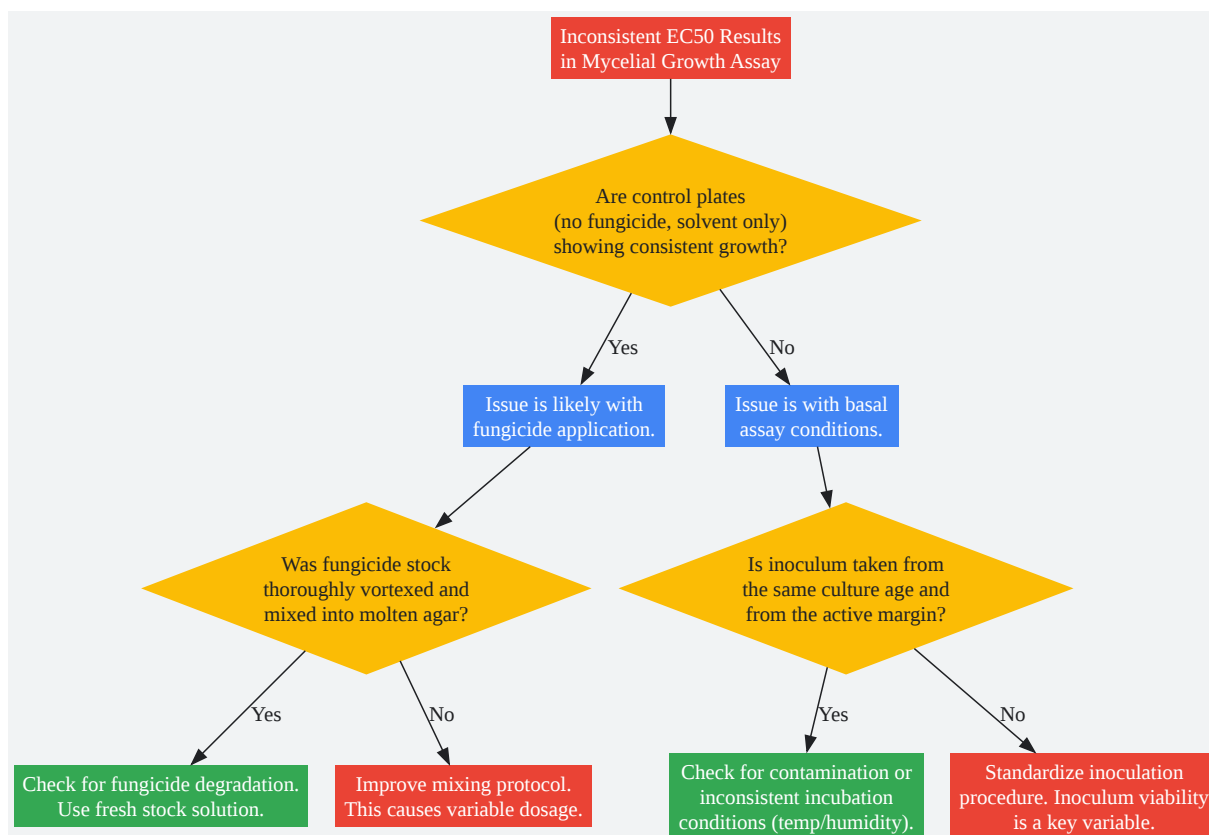 Inconsistent EC50 Results
in Mycelial Growth Assay
Are control plates
(no fungicide, solvent only)
showing consistent growth?
Yes
No
Issue is likely with
fungicide application.
Issue is with basal
assay conditions.
Was fungicide stock
thoroughly vortexed and
mixed into molten agar?
Is inoculum taken from
the same culture age and
from the active margin?
Yes
No
Yes
No
Check for fungicide degradation.
Use fresh stock solution.
Improve mixing protocol.
This causes variable dosage.
Check for contamination or
inconsistent incubation
conditions (temp/humidity).
Standardize inoculation
procedure. Inoculum viability
is a key variable.